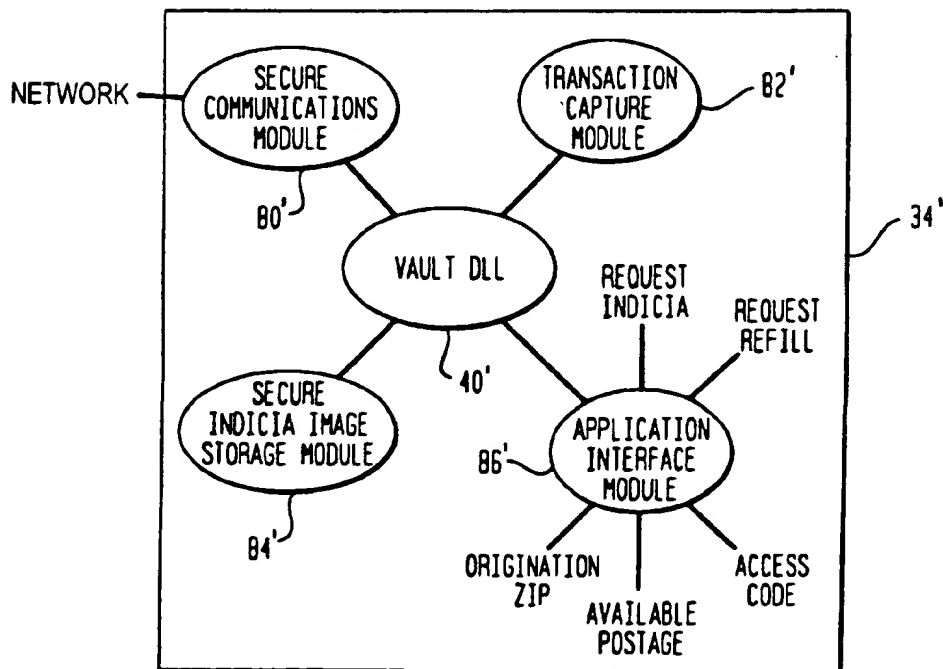 NETWORK
SECURE
COMMUNICATIONS
MODULE
80'
TRANSACTION
CAPTURE
MODULE
82'
34'
VAULT DLL
40'
REQUEST
INDICIA
REQUEST
REFILL
SECURE
INDICIA IMAGE
STORAGE MODULE
84'
APPLICATION
INTERFACE
MODULE
86'
ORIGINATION
ZIP
AVAILABLE
POSTAGE
ACCESS
CODE